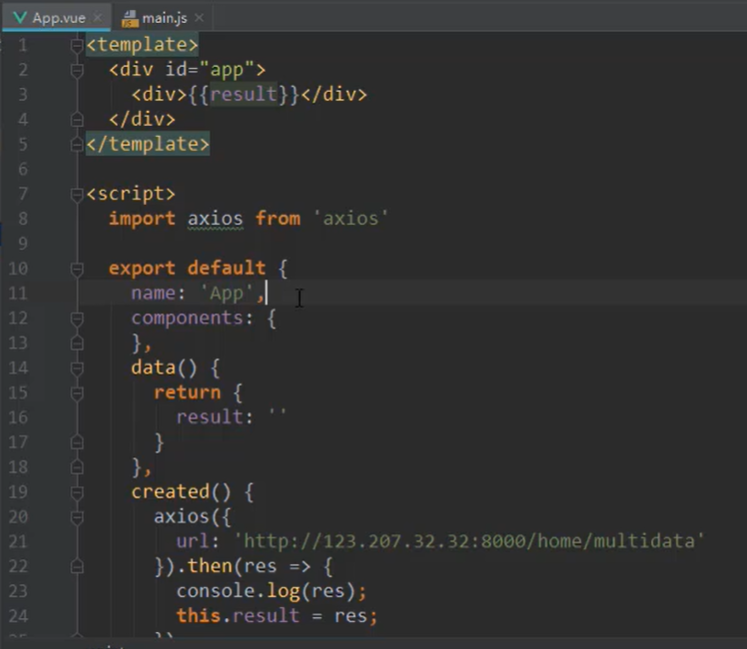 App.vue main.js
1 <template>
2 <div id="app">
3 <div>{{result}}</div>
4 </div>
5 </template>
6
7 <script>
8 import axios from 'axios'
9
10 export default {
11 name: 'App',
12 components: {
13 },
14 data() {
15 return {
16 result: ''
17 }
18 },
19 created() {
20 axios({
21 url: 'http://123.207.32.32:8000/home/multidata'
22 }).then(res => {
23 console.log(res);
24 this.result = res;